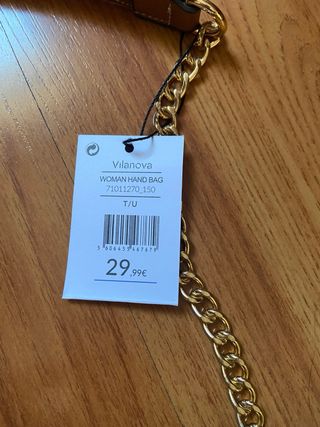 Vilanova
WOMAN HAND BAG
71011270_150
T/U
29,99€